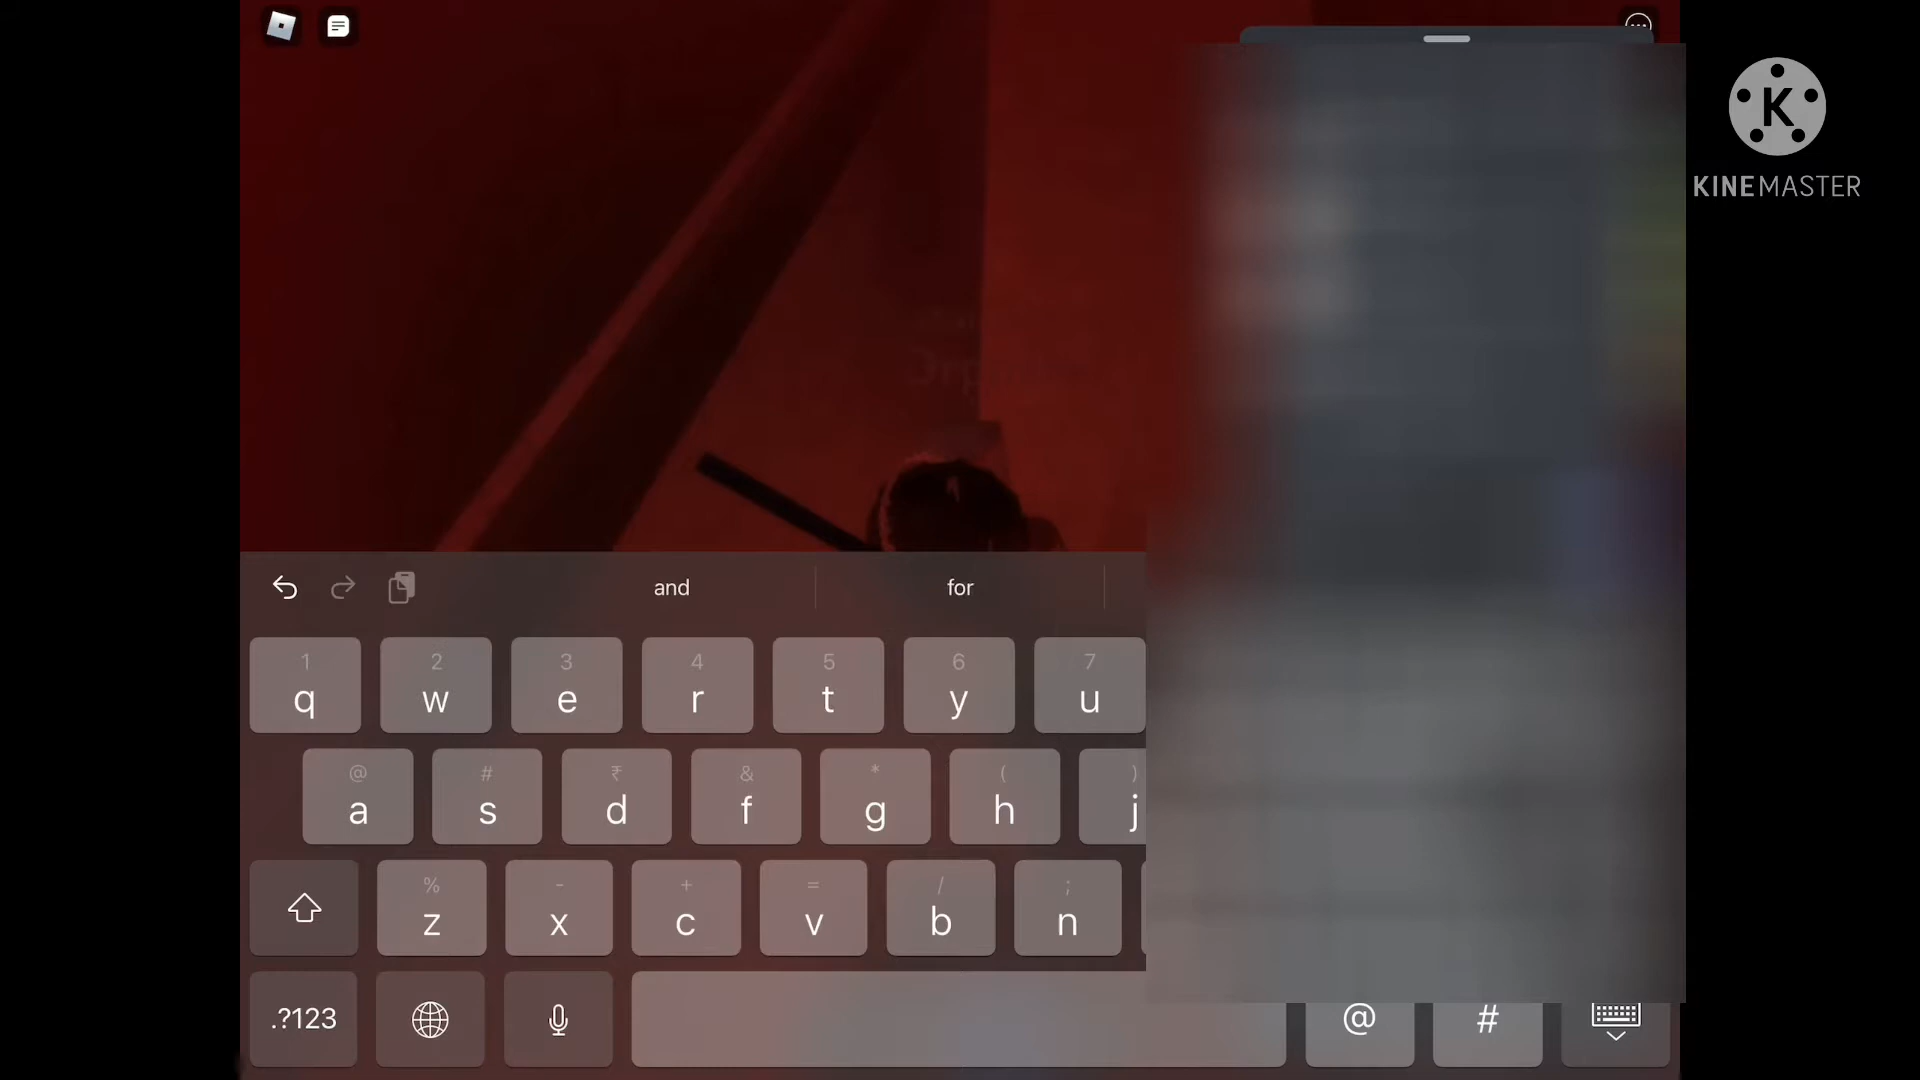 K
KINEMASTER
and for
1 2 3 4 5 6 7
q w e r t y u
@ # ₹ & * ( )
a s d f g h j
% - + = / ;
z x c v b n
.?123 @ #